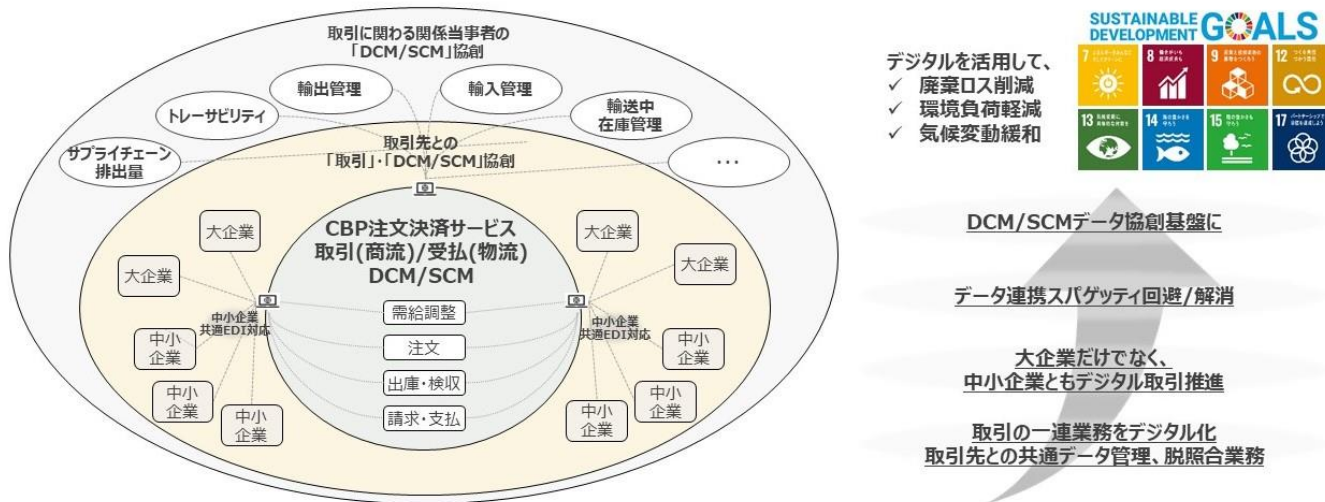 取引に関わる関係当事者の
「DCM/SCM」協創
輸出管理
輸入管理
トレーサビリティ
輸送中
在庫管理
サプライチェーン
排出量
・・・
取引先との
「取引」・「DCM/SCM」協創
CBP注文決済サービス
取引(商流)/受払(物流)
DCM/SCM
大企業
大企業
大企業
大企業
中小企業
共通EDI対応
中小企業
共通EDI対応
需給調整
注文
出庫・検収
請求・支払
中小
企業
中小
企業
中小
企業
中小
企業
中小
企業
中小
企業
デジタルを活用して、
✓ 廃棄ロス削減
✓ 環境負荷軽減
✓ 気候変動緩和
SUSTAINABLE
DEVELOPMENT GOALS
7
8
9
12
13
14
15
17
DCM/SCMデータ協創基盤に
データ連携スパゲッティ回避/解消
大企業だけでなく、
中小企業ともデジタル取引推進
取引の一連業務をデジタル化
取引先との共通データ管理、脱照合業務